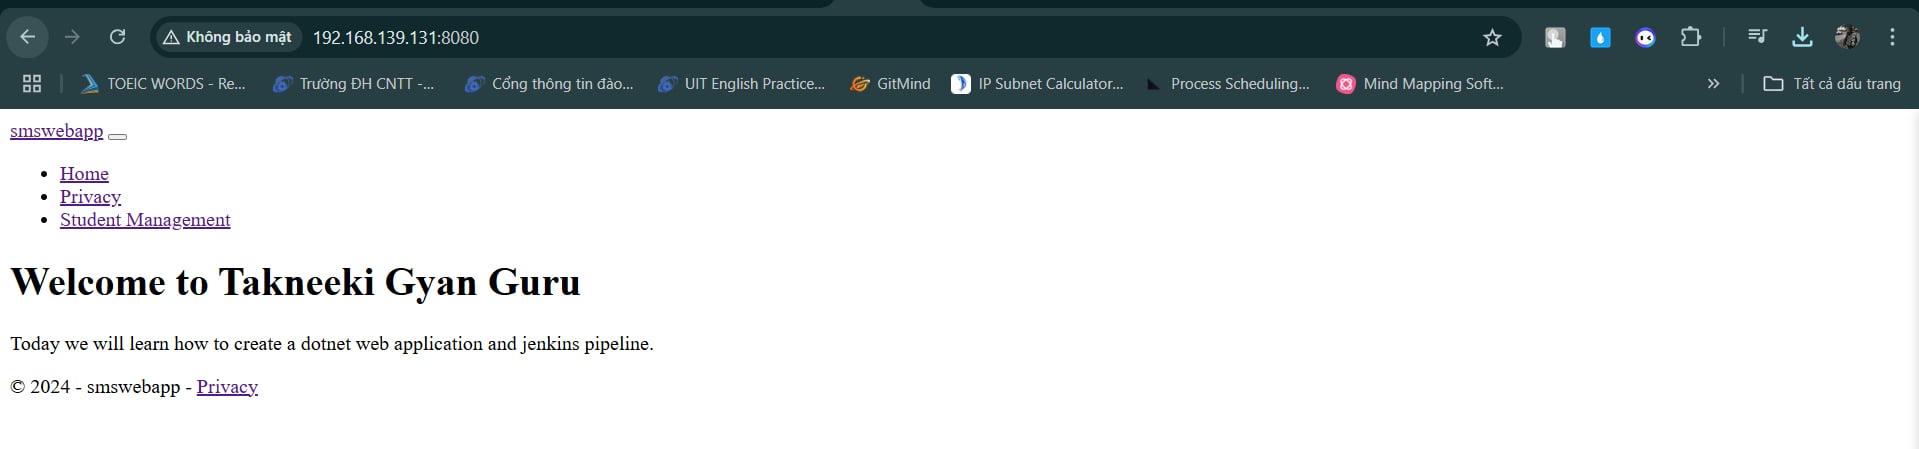 Không bảo mật 192.168.139.131:8080
TOEIC WORDS - Re... Trường ĐH CNTT -... Cổng thông tin đào... UIT English Practice... GitMind IP Subnet Calculator... Process Scheduling... Mind Mapping Soft... » Tất cả dấu trang
smswebapp
Home
Privacy
Student Management
Welcome to Takneeki Gyan Guru
Today we will learn how to create a dotnet web application and jenkins pipeline.
© 2024 - smswebapp - Privacy